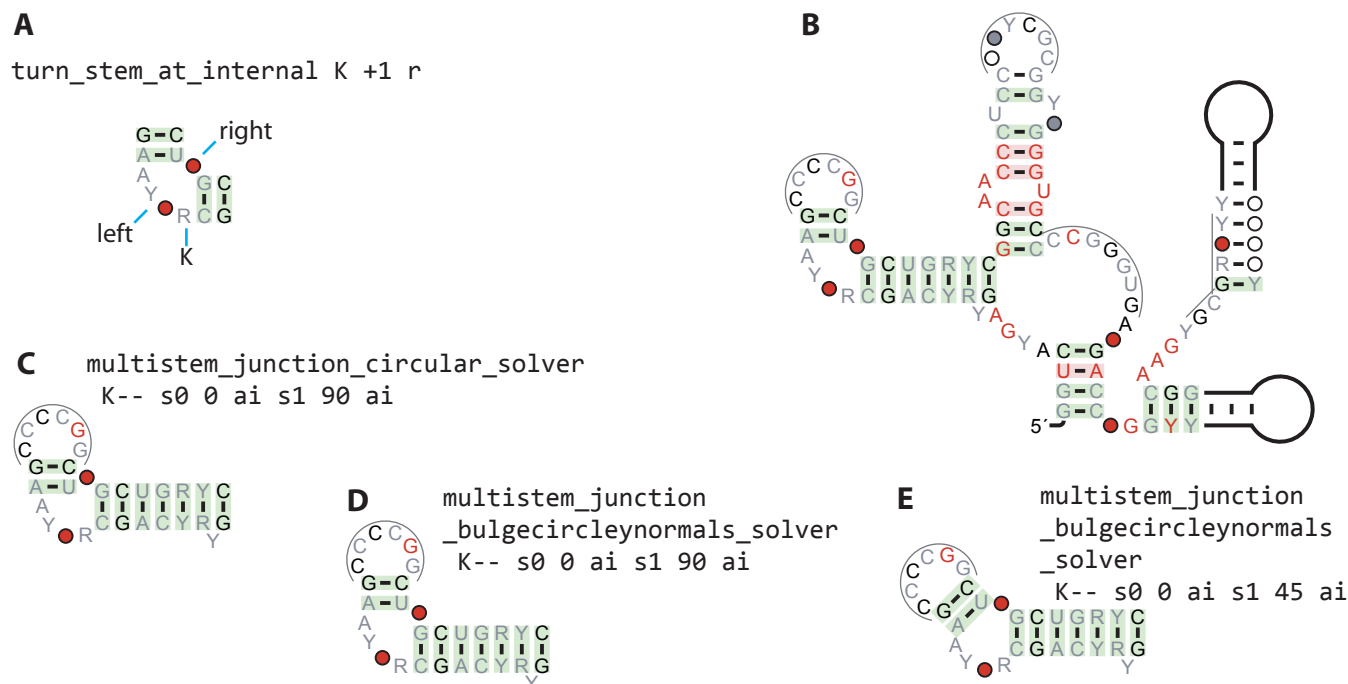 A
turn_stem_at_internal K +1 r
G C
right
A U
A
G C
Y
R C G
left
K
B
Y C G
C
G
C G
C G
U Y
C G
C G
C G
A U
A
C G
G C
G C C C G G G U G A
C C C G G
C
G C
A U
A
A
Y
R
G C U G R Y C
C G A C Y R G
Y A G Y A
C G
U A
G C
G C
5´
G
C G G
G Y Y
A A G Y G C
Y
Y
R
G Y
C
multistem_junction_circular_solver
K-- s0 0 ai s1 90 ai
C C C G G
C
G C
A U
A
Y
R
G C U G R Y C
C G A C Y R G
Y
D
multistem_junction
_bulgecircleynormals_solver
K-- s0 0 ai s1 90 ai
C C C G G
C
G C
A U
A
Y
R
G C U G R Y C
C G A C Y R G
Y
E
multistem_junction
_bulgecircleynormals
_solver
K-- s0 0 ai s1 45 ai
C C C G G
C
G C
A U
A
Y
R
G C U G R Y C
C G A C Y R G
Y